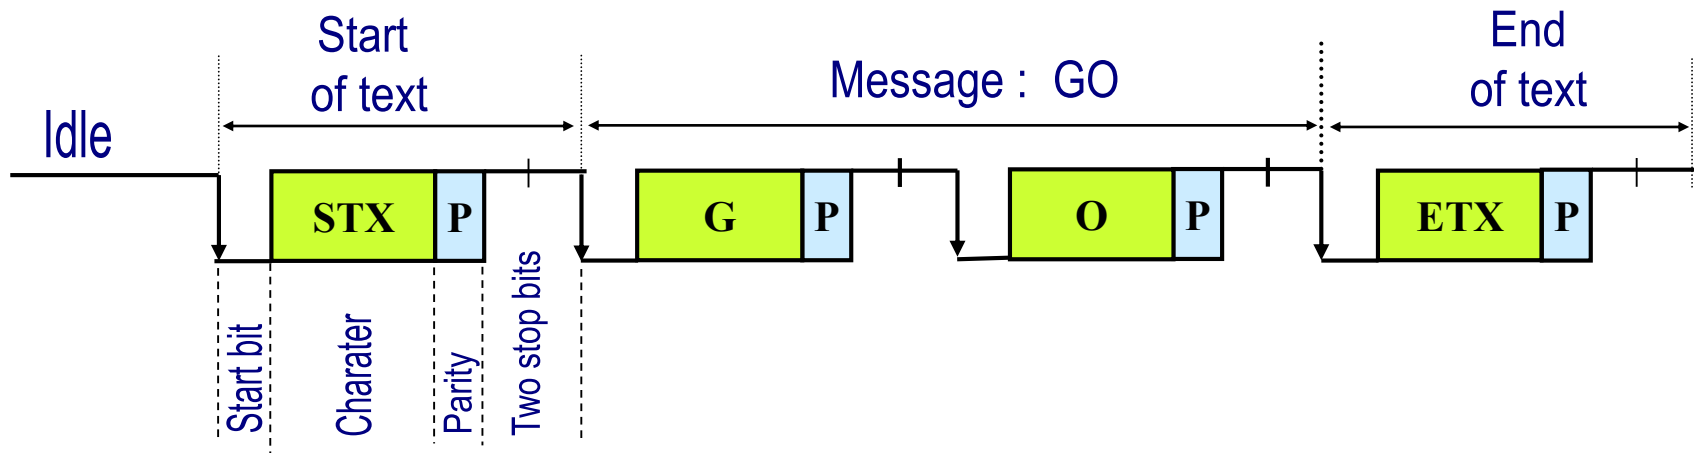 Start
of text
Message : GO
End
of text
Idle
STX P G P O P ETX P
Start bit
Charater
Parity
Two stop bits